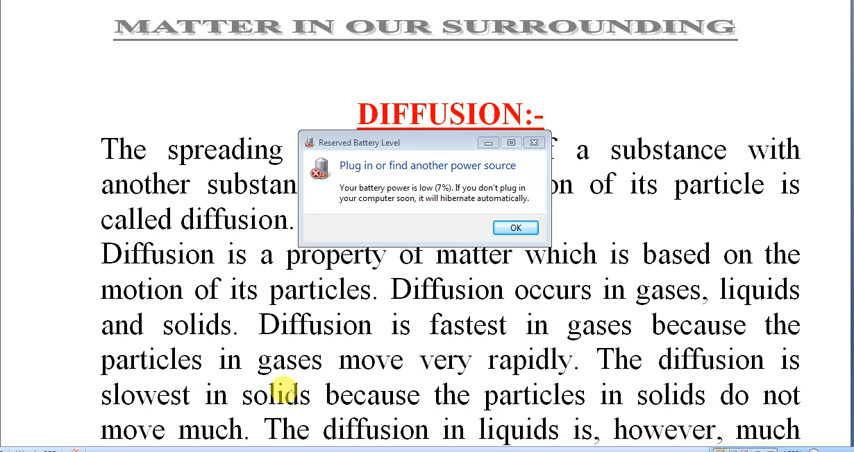 MATTER IN OUR SURROUNDING
DIFFUSION:-
The spreading
f a substance with
another substan
on of its particle is
called diffusion.
Reserved Battery Level
Plug in or find another power source
Your battery power is low (7%). If you don't plug in
your computer soon, it will hibernate automatically.
OK
Diffusion is a property of matter which is based on the
motion of its particles. Diffusion occurs in gases, liquids
and solids. Diffusion is fastest in gases because the
particles in gases move very rapidly. The diffusion is
slowest in solids because the particles in solids do not
move much. The diffusion in liquids is, however, much